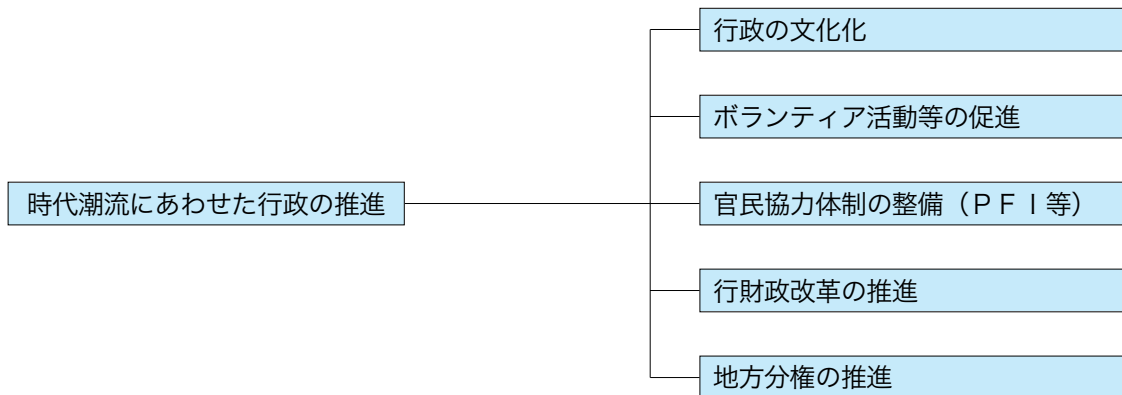 行政の文化化
ボランティア活動等の促進
時代潮流にあわせた行政の推進
官民協力体制の整備（ＰＦＩ等）
行財政改革の推進
地方分権の推進